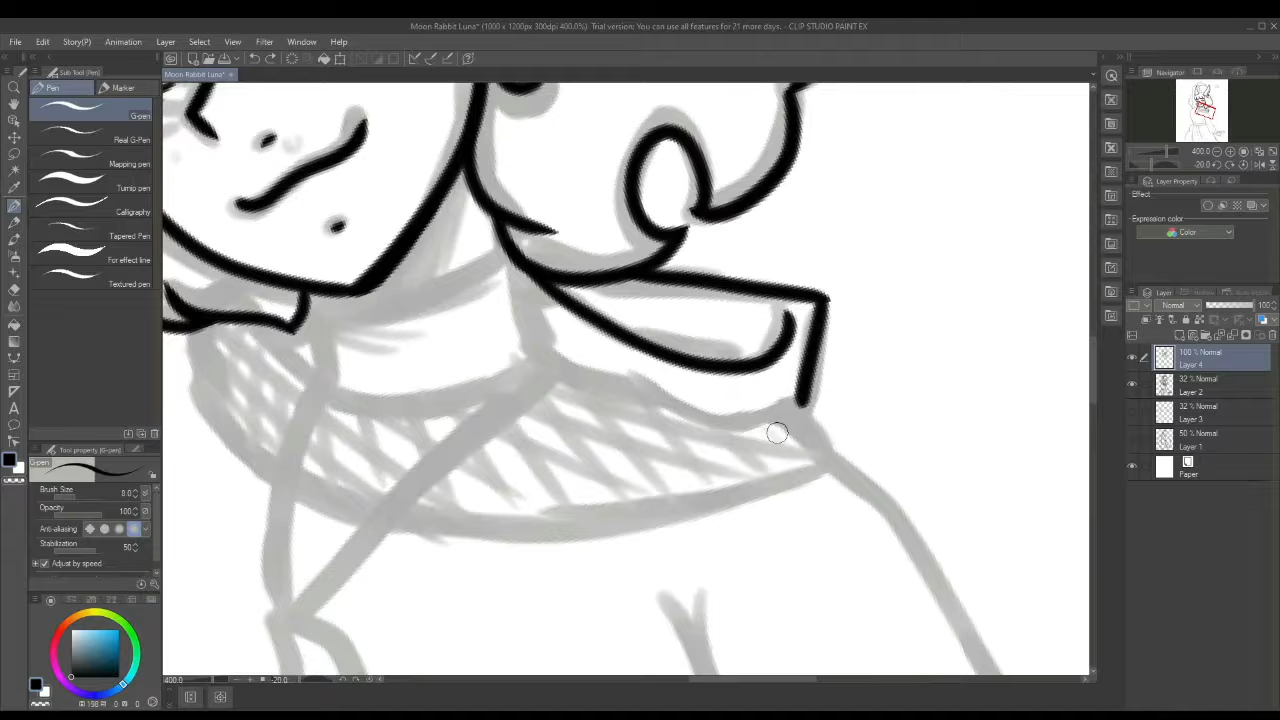 Moon Rabbit Luna* (1000 x 1200px 300dpi 400.0%) Trial version: You can use all features for 21 more days. - CLIP STUDIO PAINT EX
File Edit Story(P) Animation Layer Select View Filter Window Help
Sub Tool [Pen]
Moon Rabbit Luna*
Navigator
Pen Marker
G-pen
Real G-Pen
Mapping pen
Turnip pen
Calligraphy
Tapered Pen
For effect line
Textured pen
400.0
-20.0
Layer Property
Effect
Expression color
Color
Layer
Normal 100
100 % Normal
Layer 4
32 % Normal
Layer 2
32 % Normal
Layer 3
50 % Normal
Layer 1
Paper
Tool property [G-pen]
G-pen
Brush Size 8.0
Opacity 100
Anti-aliasing
Stabilization 50
Adjust by speed
400.0 -20.0
198 0 0